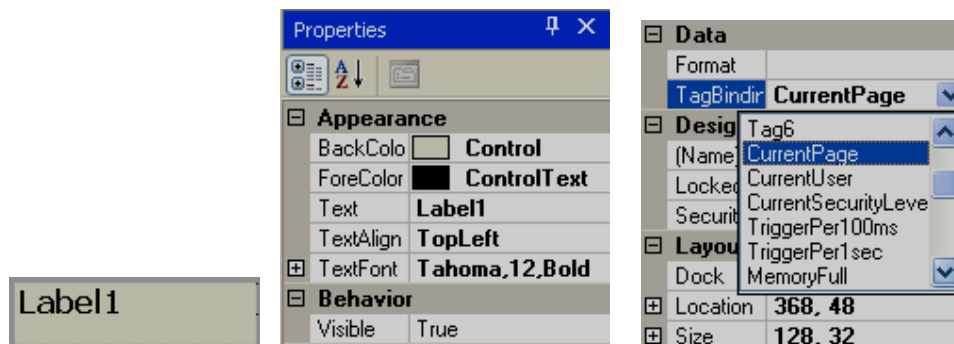 Label1
Properties
Appearance
BackColo Control
ForeColor ControlText
Text Label1
TextAlign TopLeft
TextFont Tahoma,12,Bold
Behavior
Visible True
Data
Format
TagBindin CurrentPage
Desig
(Name)
Locked
Securit
Layou
Dock
Tag6
CurrentPage
CurrentUser
CurrentSecurityLeve
TriggerPer100ms
TriggerPer1sec
MemoryFull
Location 368, 48
Size 128, 32